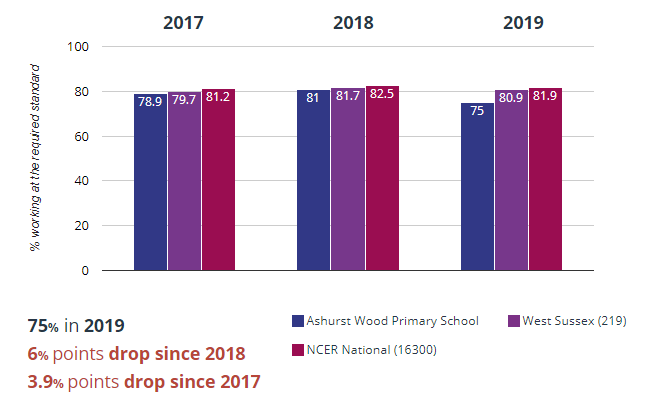 2017 2018 2019
% working at the required standard
100
80
60
40
20
0
78.9 79.7 81.2 81 81.7 82.5 75 80.9 81.9
75% in 2019
6% points drop since 2018
3.9% points drop since 2017
Ashurst Wood Primary School West Sussex (219)
NCER National (16300)